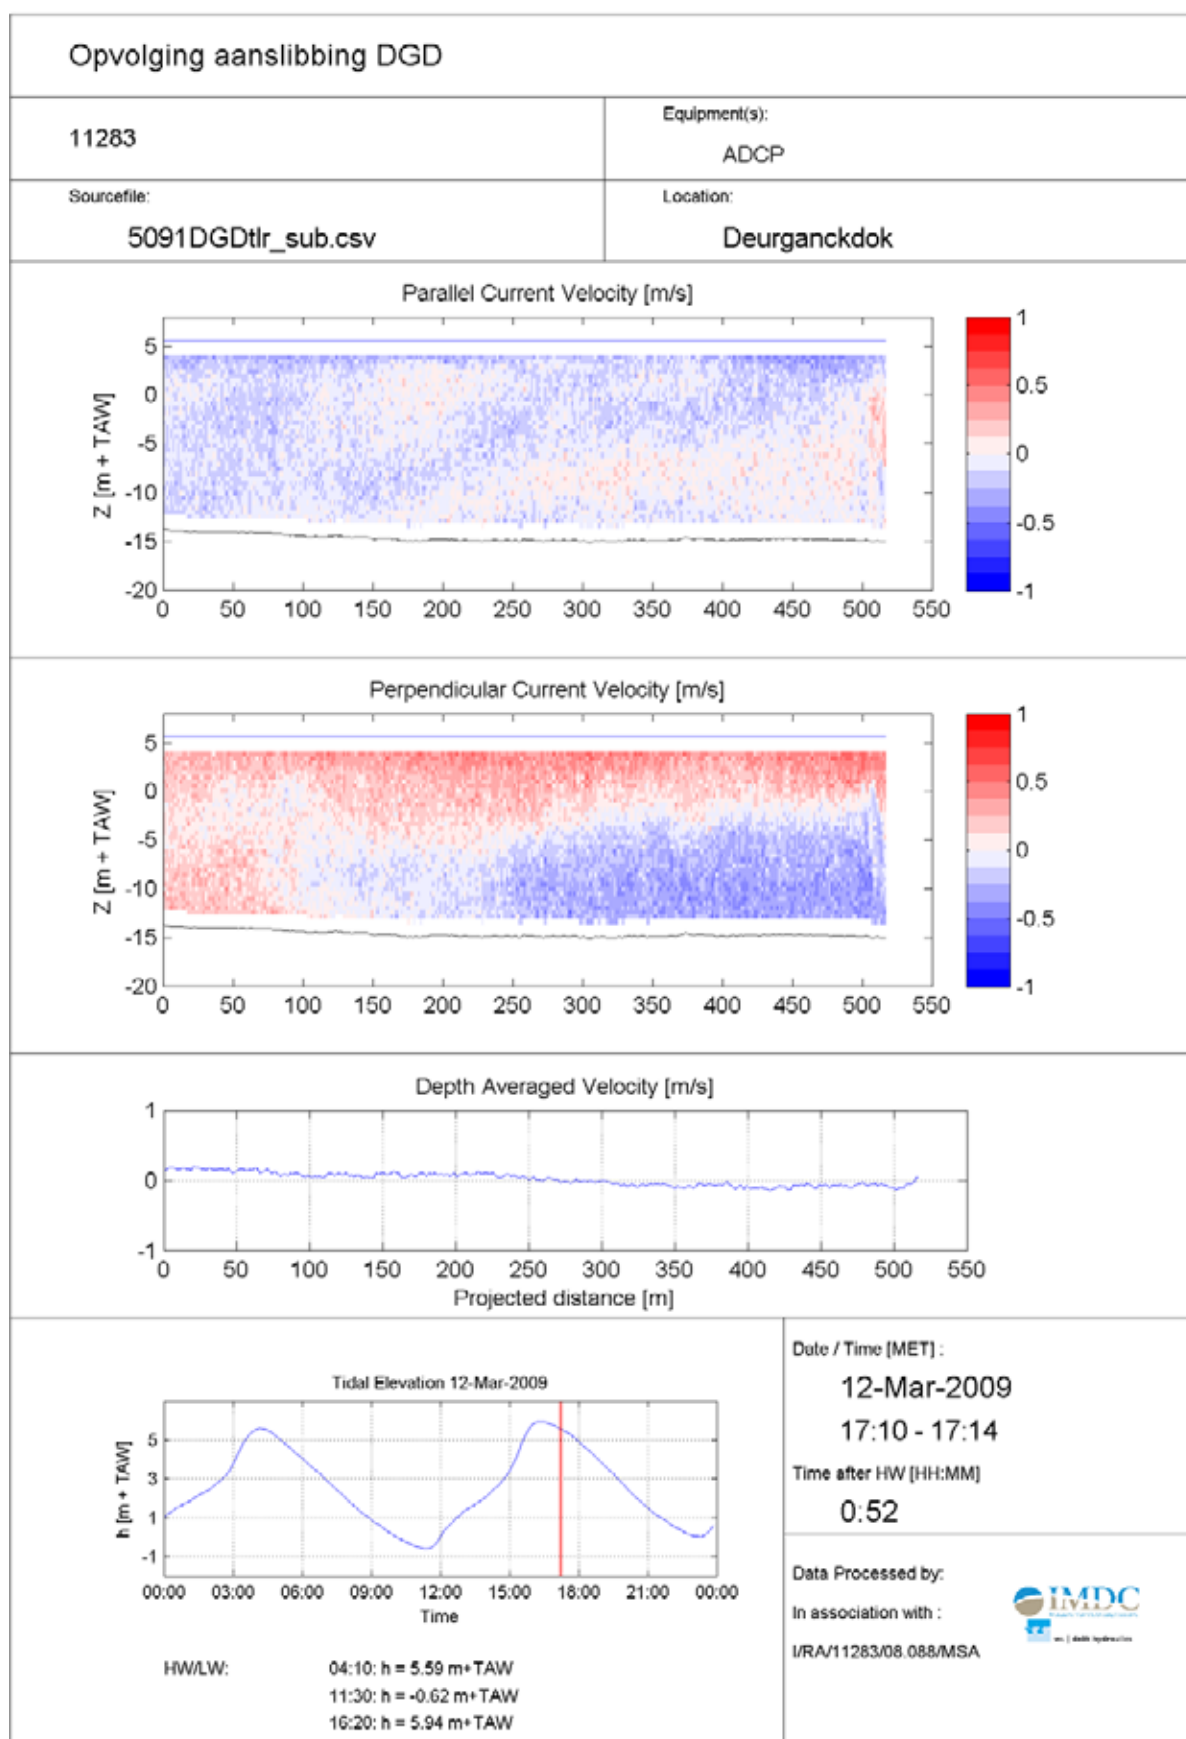 Opvolging aanslibbing DGD
11283
Equipment(s):
ADCP
Sourcefile:
5091DGDtlr_sub.csv
Location:
Deurganckdok
Parallel Current Velocity [m/s]
Z [m + TAW]
5
0
-5
-10
-15
-20
0 50 100 150 200 250 300 350 400 450 500 550
1
0.5
0
-0.5
-1
Perpendicular Current Velocity [m/s]
Z [m + TAW]
5
0
-5
-10
-15
-20
0 50 100 150 200 250 300 350 400 450 500 550
1
0.5
0
-0.5
-1
Depth Averaged Velocity [m/s]
1
0
-1
0 50 100 150 200 250 300 350 400 450 500 550
Projected distance [m]
Tidal Elevation 12-Mar-2009
h [m + TAW]
5
3
1
-1
00:00 03:00 06:00 09:00 12:00 15:00 18:00 21:00 00:00
Time
HW/LW:
04:10: h = 5.59 m+TAW
11:30: h = -0.62 m+TAW
16:20: h = 5.94 m+TAW
Date / Time [MET] :
12-Mar-2009
17:10 - 17:14
Time after HW [HH:MM]
0:52
Data Processed by:
In association with :
I/RA/11283/08.088/MSA
IMDC
wl | delft hydraulics